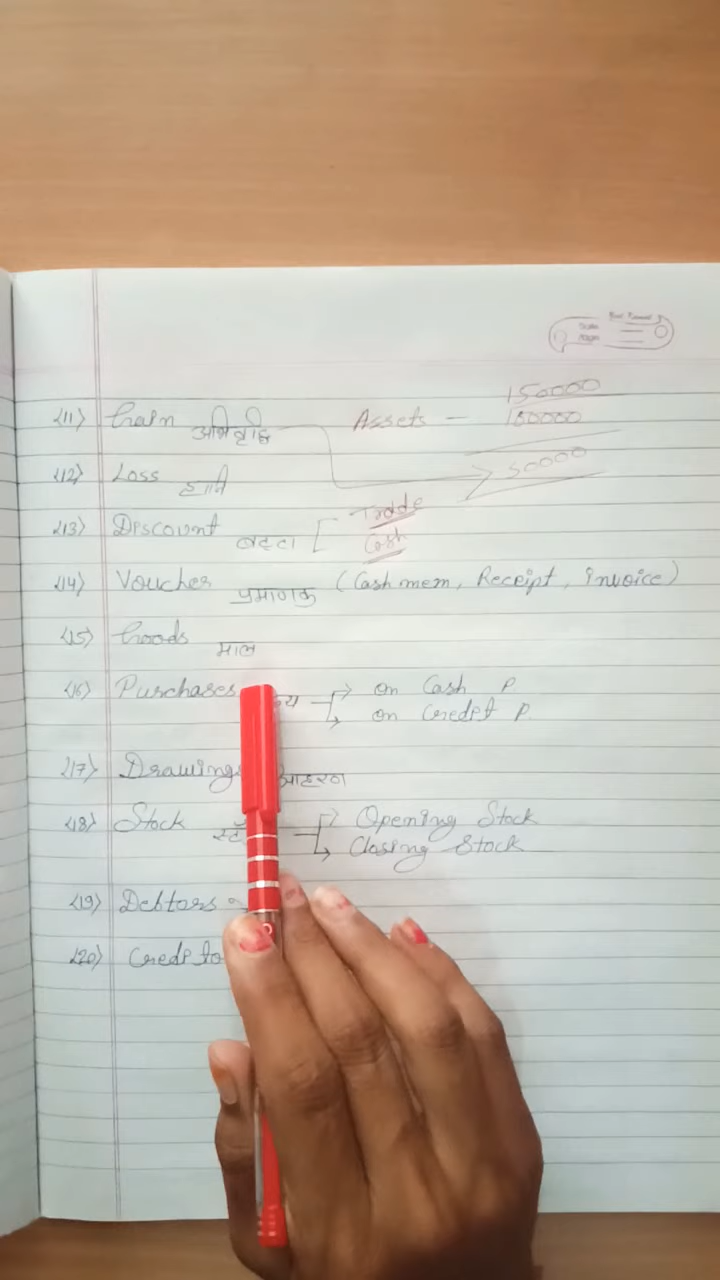 150000
<11> Gain अभिवृद्धि Assets - 100000
<12> Loss हानि 50000
<13> Discount बट्टा [ Trade
Cash
<14> Voucher प्रमाणक (Cash mem, Receipt, Invoice)
<15> Goods माल
<16> Purchases → on Cash P.
→ on Credit P.
<17> Drawings आहरण
<18> Stock → Opening Stock
→ Closing Stock
<19> Debtors
<20> Credito